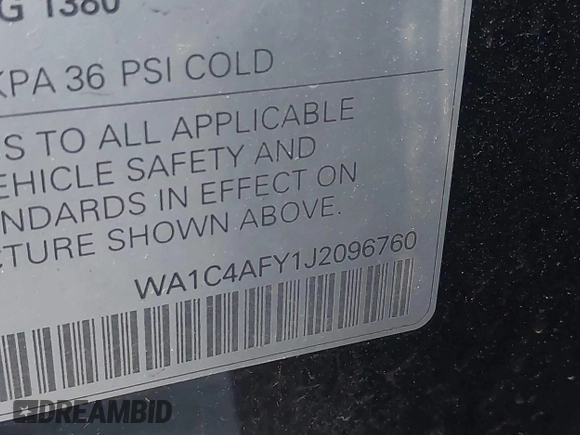 G 1380
KPA 36 PSI COLD
S TO ALL APPLICABLE
EHICLE SAFETY AND
NDARDS IN EFFECT ON
CTURE SHOWN ABOVE.
WA1C4AFY1J2096760
DREAMBID